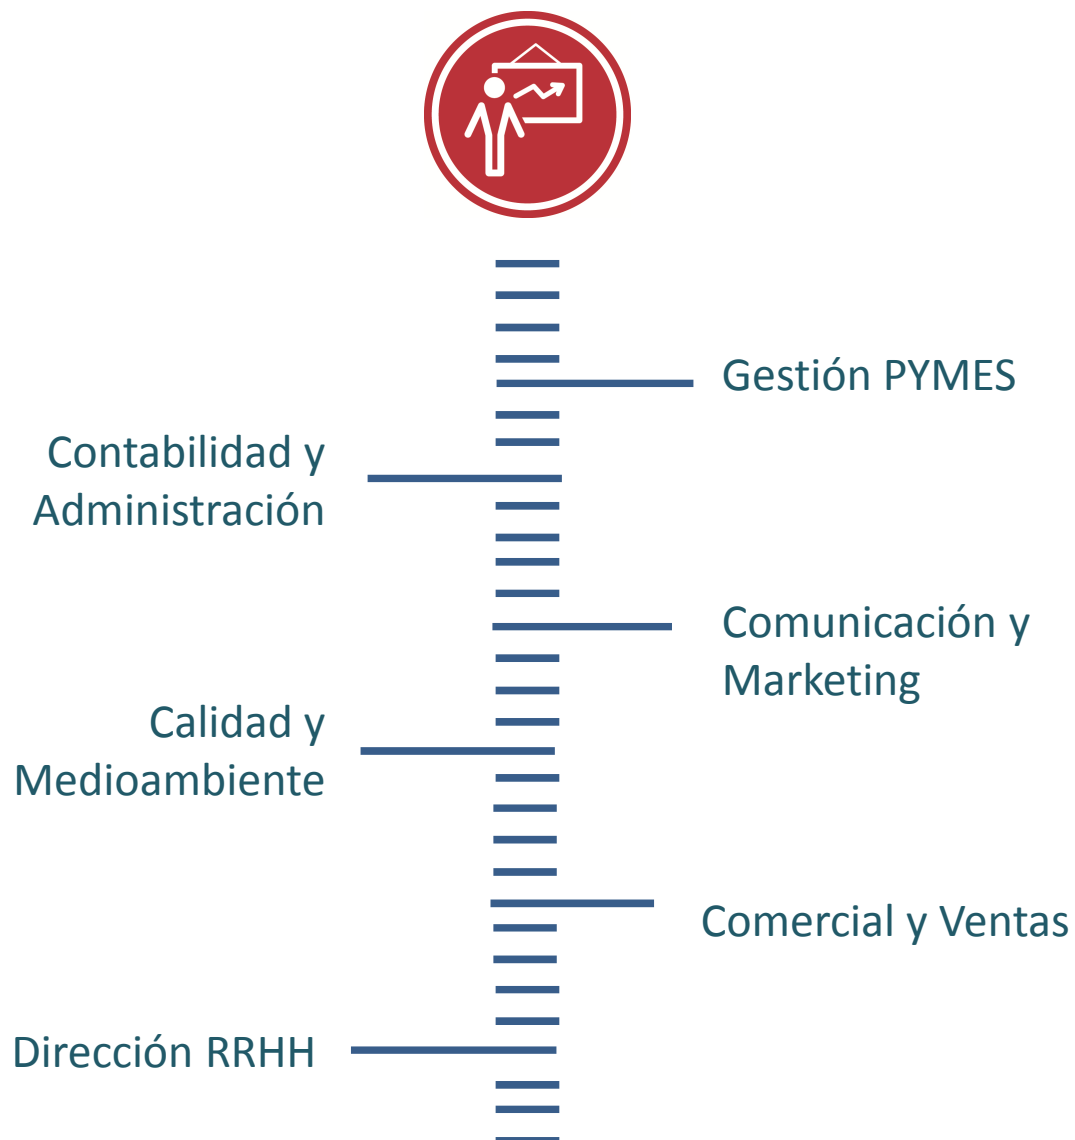 Gestión PYMES
Contabilidad y
Administración
Comunicación y
Marketing
Calidad y
Medioambiente
Comercial y Ventas
Dirección RRHH